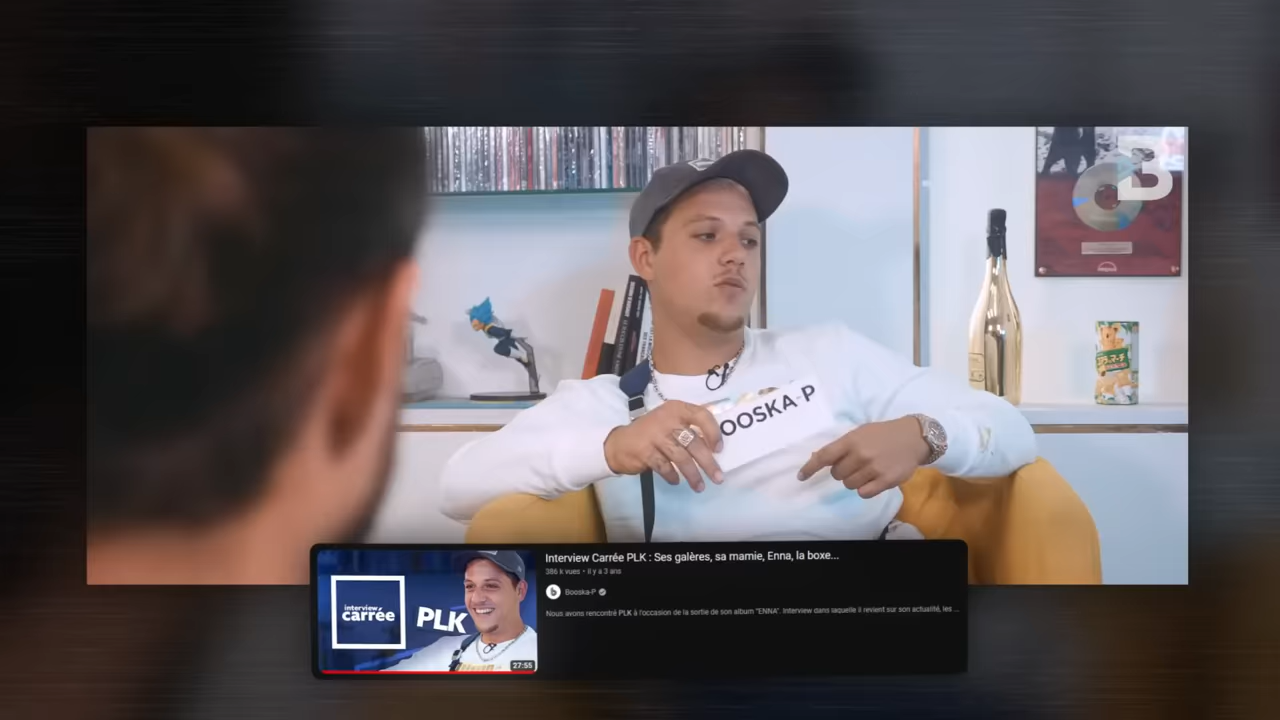 B
BOOSKA-P
Interview Carrée PLK : Ses galères, sa mamie, Enna, la boxe...
386 k vues • il y a 3 ans
Booska-P
Nous avons rencontré PLK à l'occasion de la sortie de son album "ENNA". Interview dans laquelle il revient sur son actualité, les ...
interview
carrée
PLK
27:55